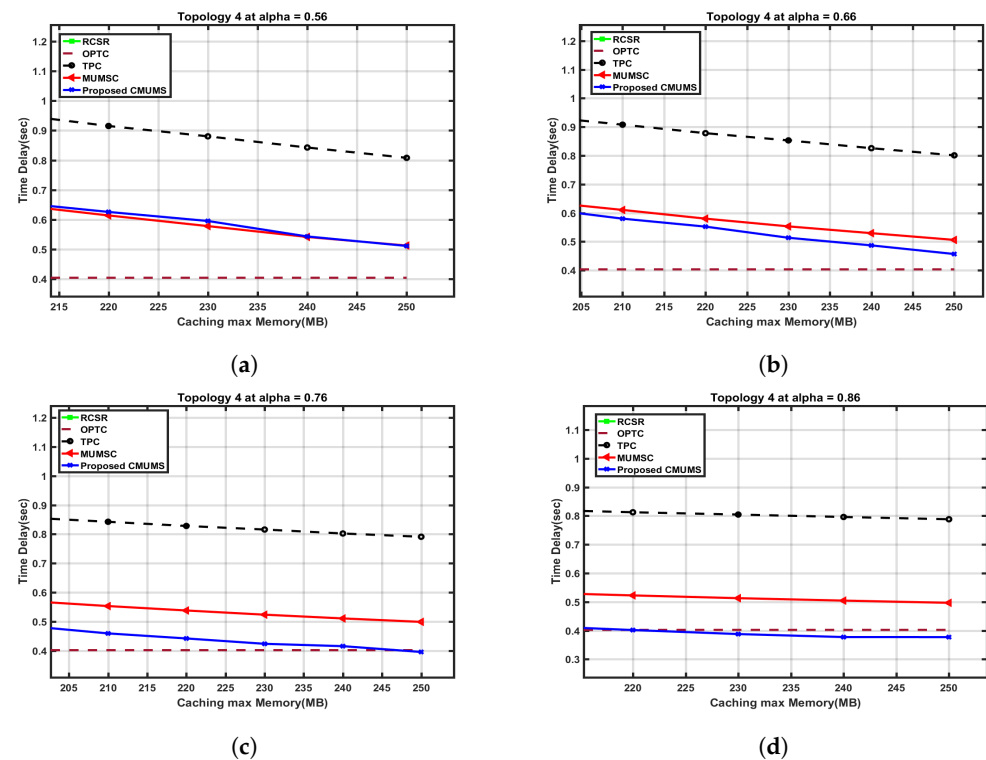 Topology 4 at alpha = 0.56
1.2
1.1
1
0.9
0.8
0.7
0.6
0.5
0.4
Time Delay(sec)
RCSR
OPTC
TPC
MUMSC
Proposed CMUMS
215 220 225 230 235 240 245 250
Caching max Memory(MB)
(a)
Topology 4 at alpha = 0.66
1.2
1.1
1
0.9
0.8
0.7
0.6
0.5
0.4
Time Delay(sec)
RCSR
OPTC
TPC
MUMSC
Proposed CMUMS
205 210 215 220 225 230 235 240 245 250
Caching max Memory(MB)
(b)
Topology 4 at alpha = 0.76
1.2
1.1
1
0.9
0.8
0.7
0.6
0.5
0.4
Time Delay(sec)
RCSR
OPTC
TPC
MUMSC
Proposed CMUMS
205 210 215 220 225 230 235 240 245 250
Caching max Memory(MB)
(c)
Topology 4 at alpha = 0.86
1.1
1
0.9
0.8
0.7
0.6
0.5
0.4
0.3
Time Delay(sec)
RCSR
OPTC
TPC
MUMSC
Proposed CMUMS
220 225 230 235 240 245 250
Caching max Memory(MB)
(d)